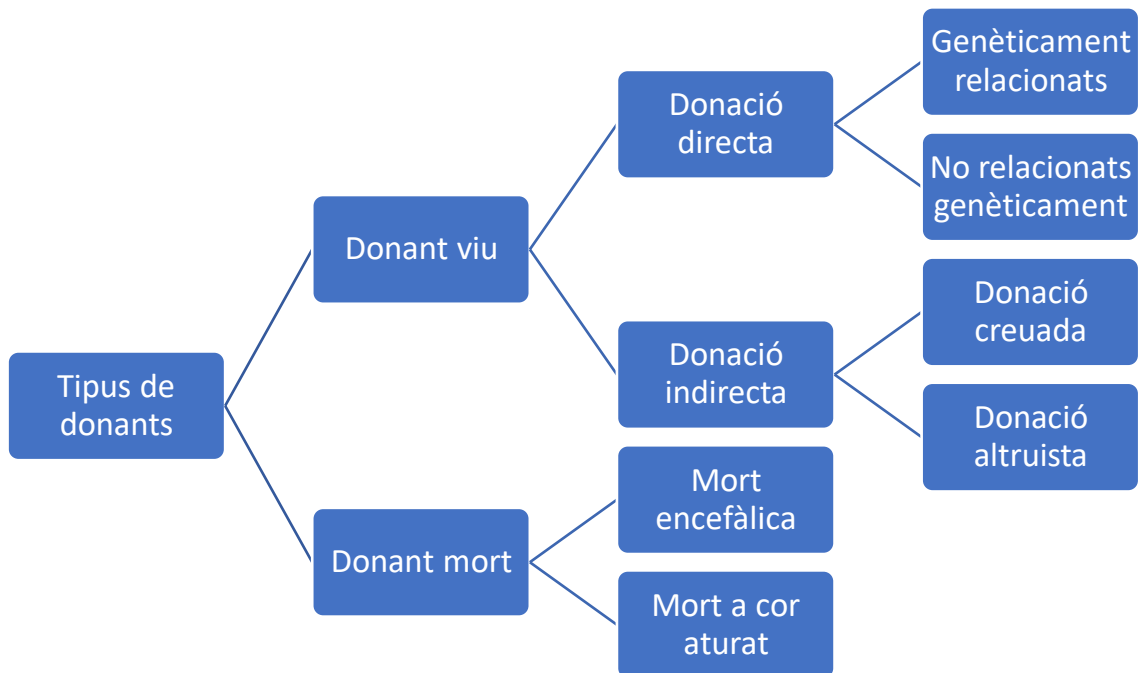 Tipus de
donants
Donant viu
Donació
directa
Genèticament
relacionats
No relacionats
genèticament
Donació
indirecta
Donació
creuada
Donació
altruista
Donant mort
Mort
encefàlica
Mort a cor
aturat